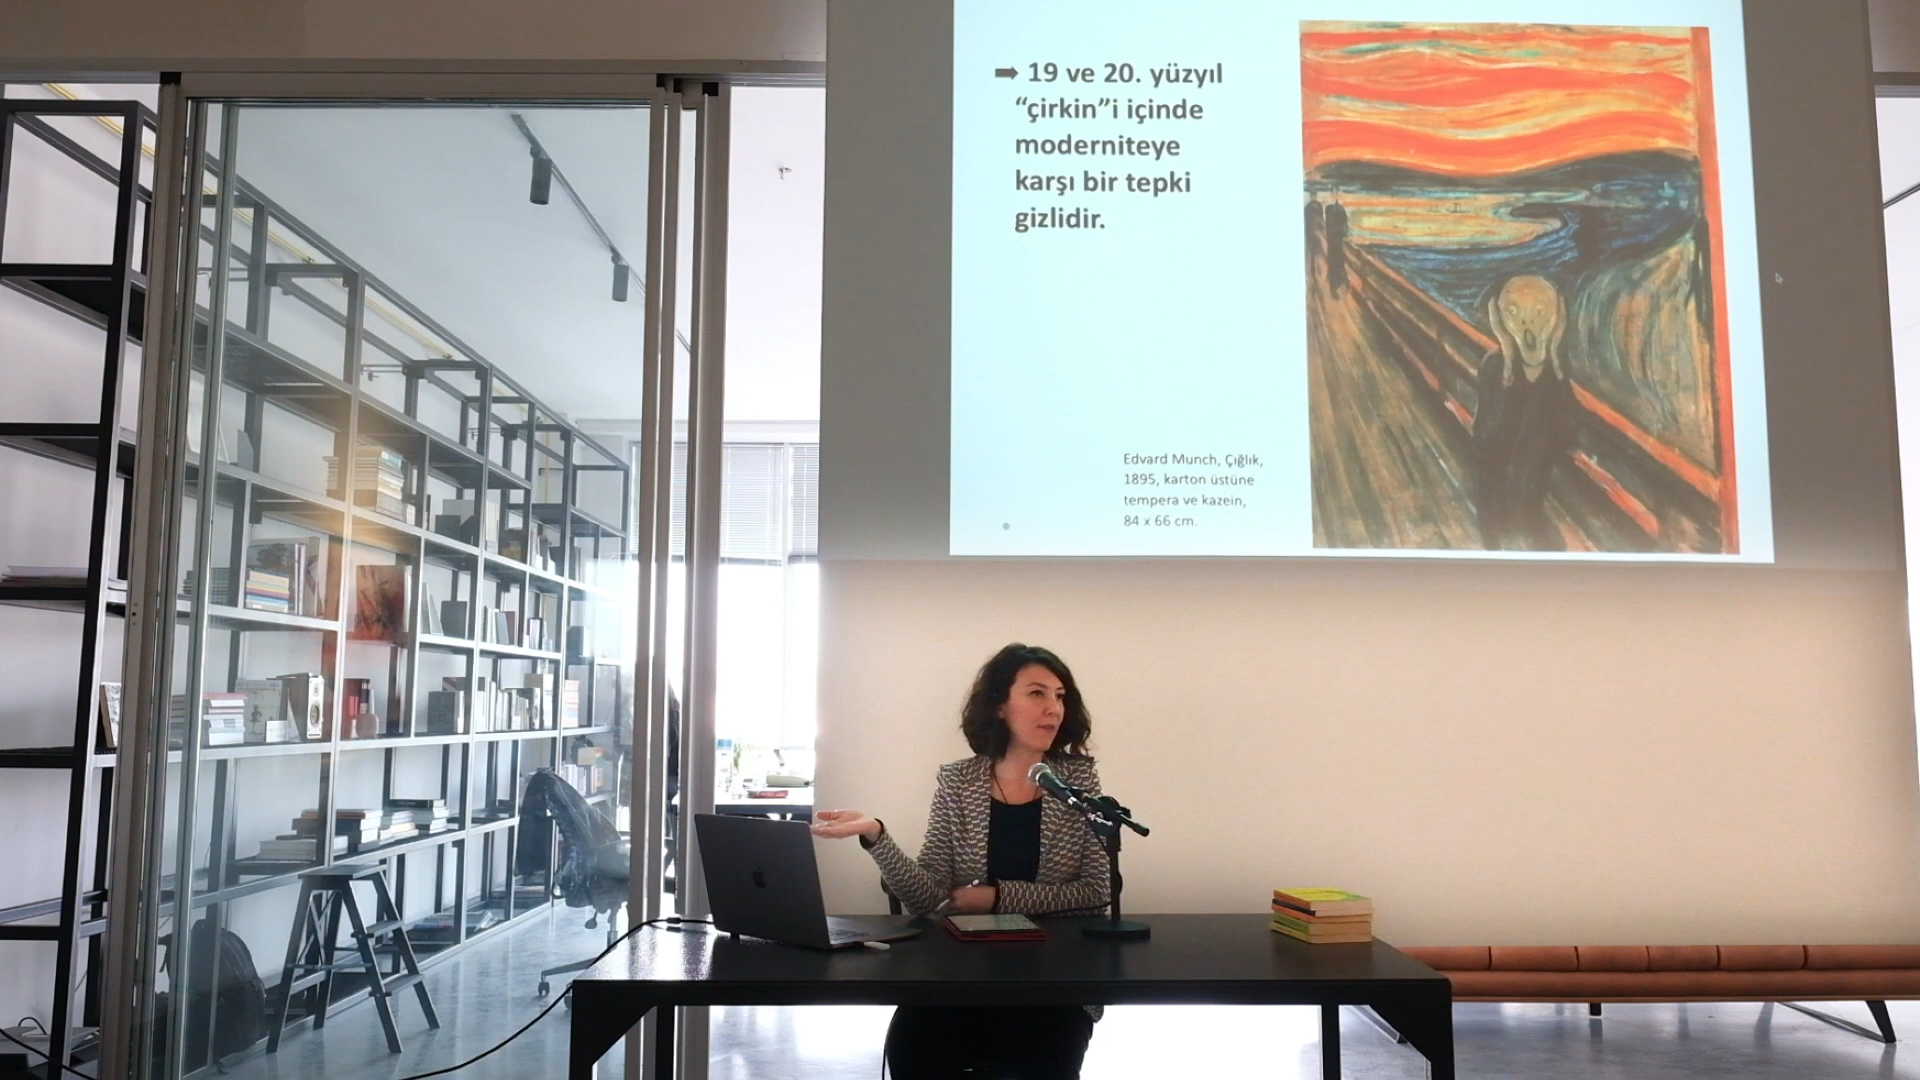 ➡ 19 ve 20. yüzyıl
“çirkin”i içinde
moderniteye
karşı bir tepki
gizlidir.
Edvard Munch, Çığlık,
1895, karton üstüne
tempera ve kazein,
84 x 66 cm.